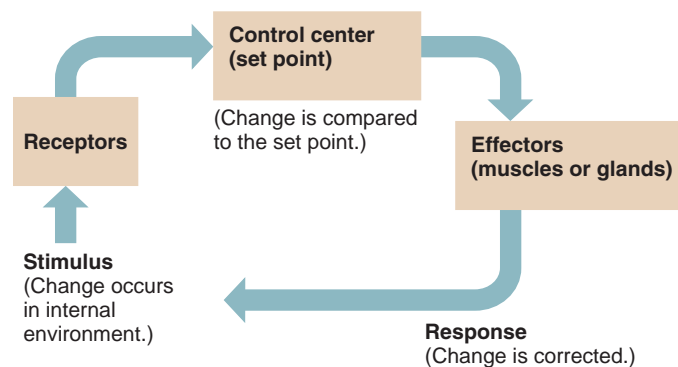 Control center
(set point)
(Change is compared
to the set point.)
Receptors
Effectors
(muscles or glands)
Stimulus
(Change occurs
in internal
environment.)
Response
(Change is corrected.)